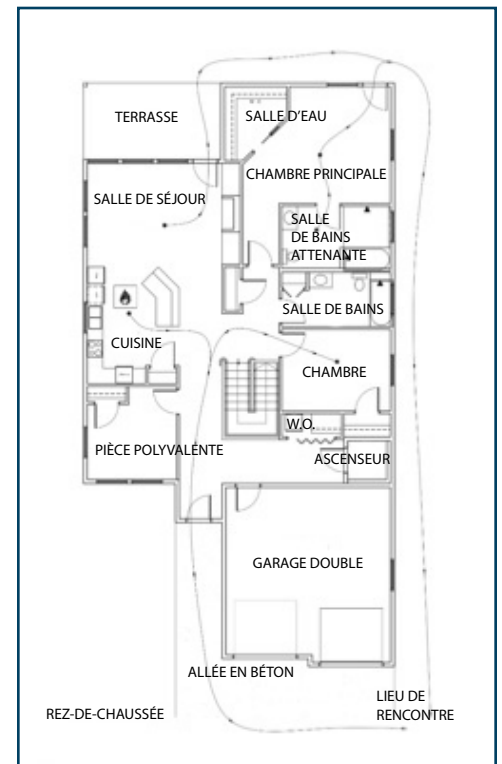 TERRASSE
SALLE D'EAU
CHAMBRE PRINCIPALE
SALLE DE SÉJOUR
SALLE
DE BAINS
ATTENANTE
SALLE DE BAINS
CUISINE
CHAMBRE
W.O.
PIÈCE POLYVALENTE
ASCENSEUR
GARAGE DOUBLE
ALLÉE EN BÉTON
REZ-DE-CHAUSSÉE
LIEU DE
RENCONTRE